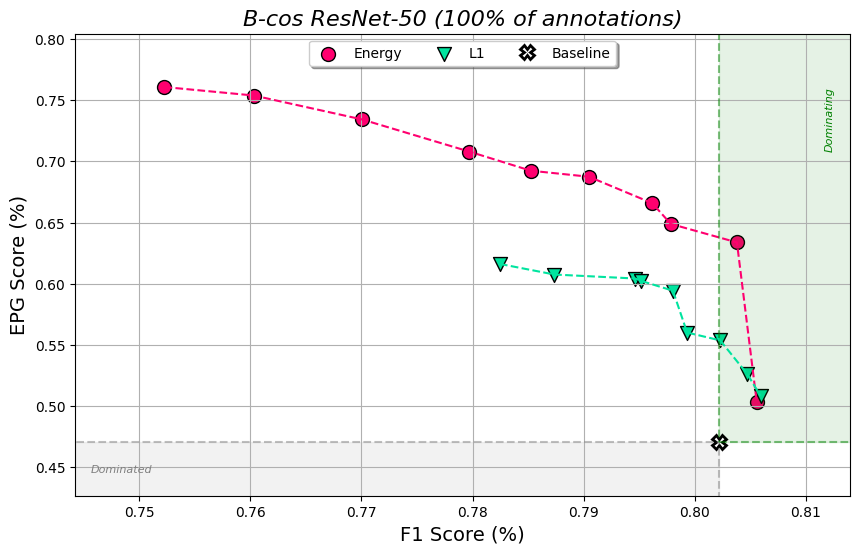 B-cos ResNet-50 (100% of annotations)
Energy L1 Baseline
Dominating
Dominated
EPG Score (%)
0.80
0.75
0.70
0.65
0.60
0.55
0.50
0.45
0.75 0.76 0.77 0.78 0.79 0.80 0.81
F1 Score (%)